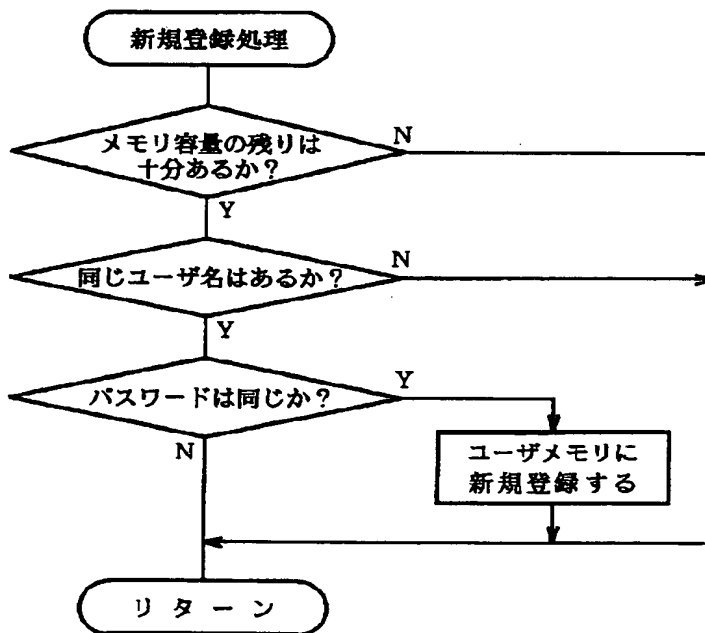 新規登録処理
メモリ容量の残りは
十分あるか?
N
Y
同じユーザ名はあるか?
N
Y
パスワードは同じか?
Y
N
ユーザメモリに
新規登録する
リターン